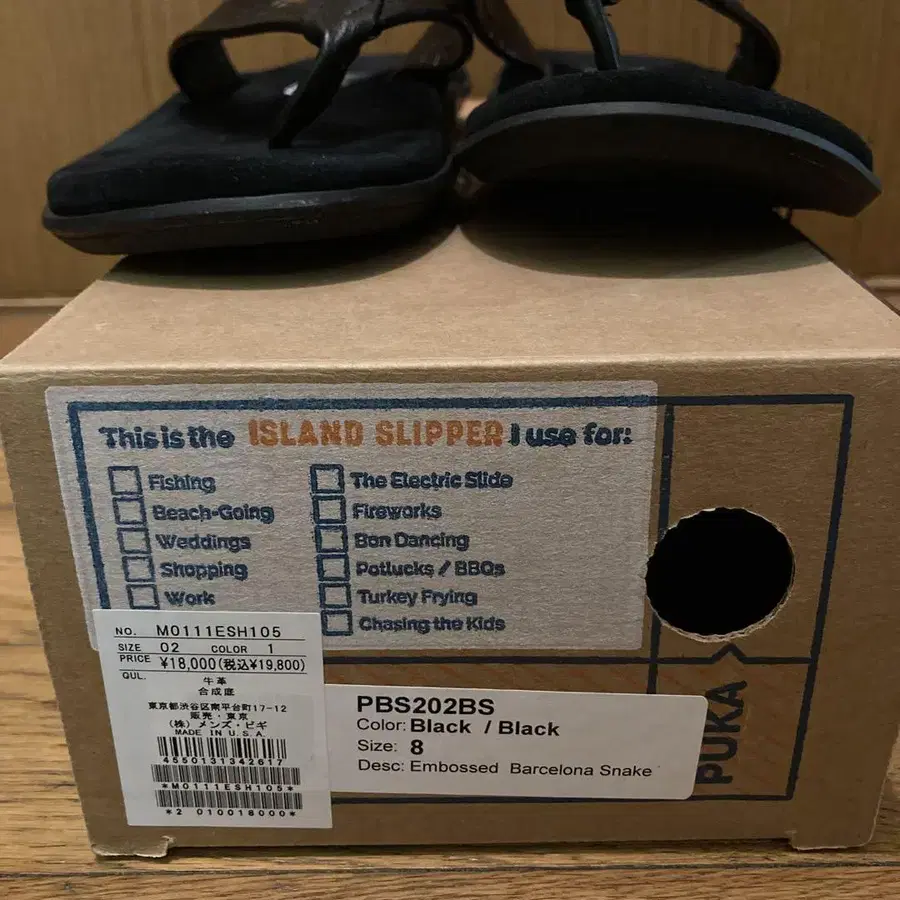 This is the ISLAND SLIPPER I use for:
Fishing
Beach-Going
Weddings
Shopping
Work
The Electric Slide
Fireworks
Bon Dancing
Potlucks / BBQs
Turkey Frying
Chasing the Kids
PUKA
NO. M0111ESH105
SIZE 02 COLOR 1
PRICE ¥18,000(税込¥19,800)
QUL.
牛革
合成底
東京都渋谷区南平台町17-12
販売・東京
(株)メンズ・ビギ
MADE IN U.S.A.
4550131342617
*M0111ESH105*
*2 010018000*
PBS202BS
Color: Black / Black
Size: 8
Desc: Embossed Barcelona Snake